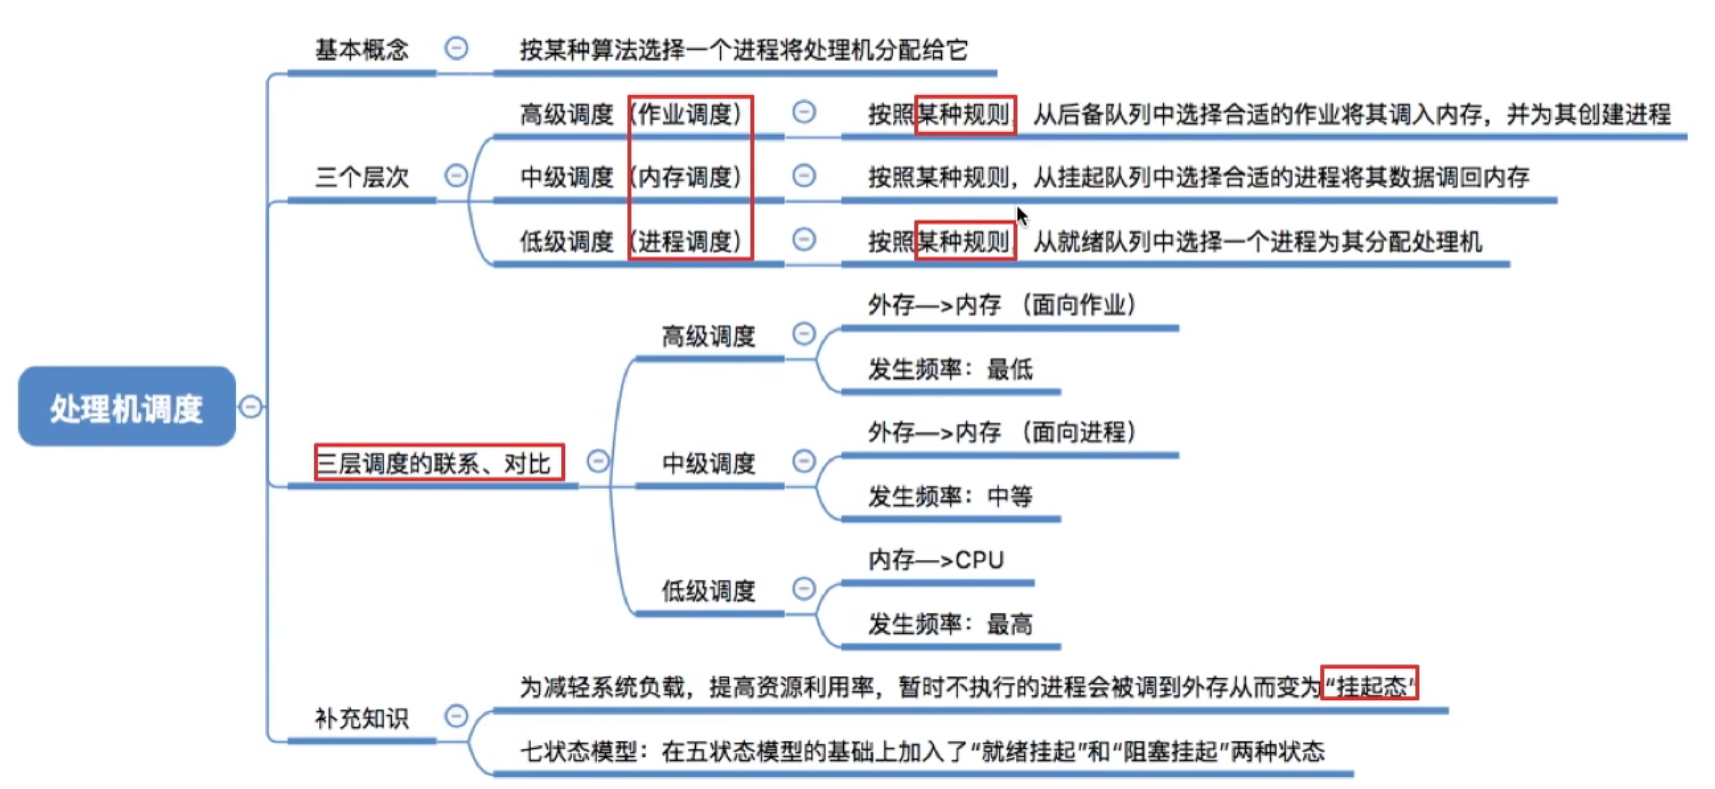 处理机调度
基本概念
按某种算法选择一个进程将处理机分配给它
三个层次
高级调度（作业调度）
按照某种规则，从后备队列中选择合适的作业将其调入内存，并为其创建进程
中级调度（内存调度）
按照某种规则，从挂起队列中选择合适的进程将其数据调回内存
低级调度（进程调度）
按照某种规则，从就绪队列中选择一个进程为其分配处理机
三层调度的联系、对比
高级调度
外存—>内存 （面向作业）
发生频率：最低
中级调度
外存—>内存 （面向进程）
发生频率：中等
低级调度
内存—>CPU
发生频率：最高
补充知识
为减轻系统负载，提高资源利用率，暂时不执行的进程会被调到外存从而变为“挂起态”
七状态模型：在五状态模型的基础上加入了“就绪挂起”和“阻塞挂起”两种状态